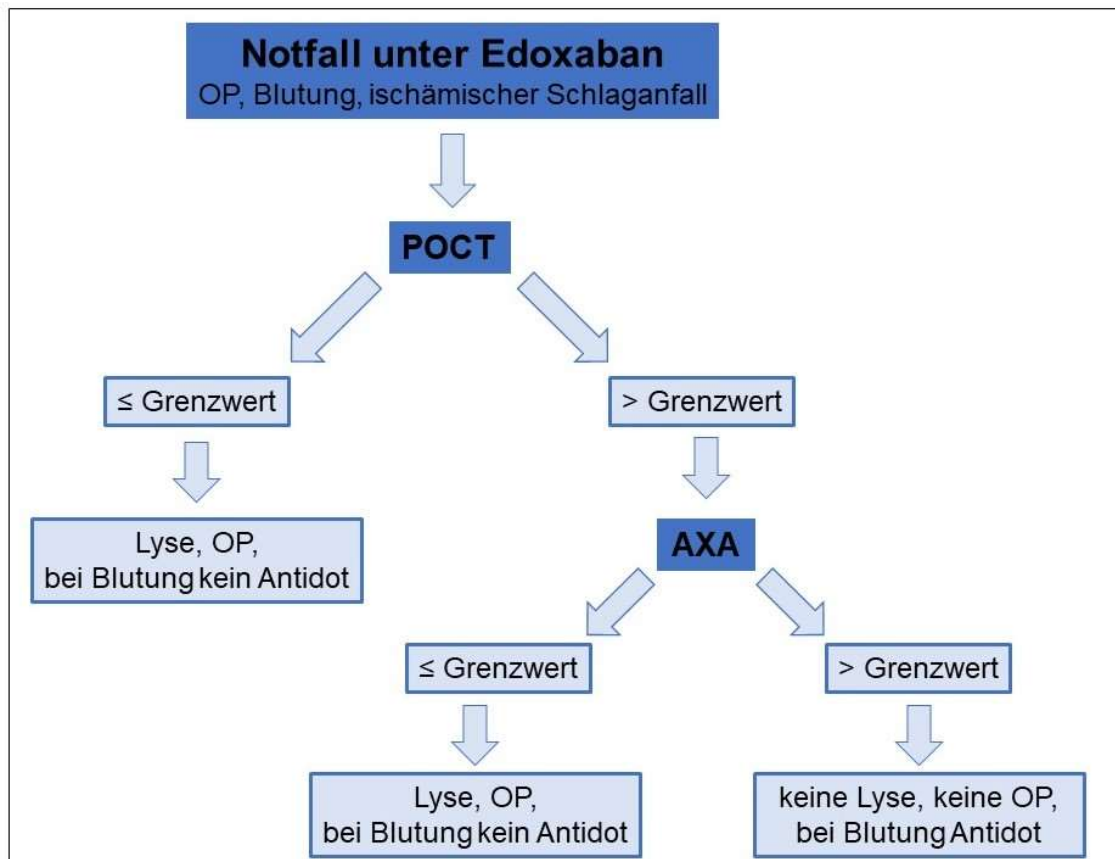 Notfall unter Edoxaban
OP, Blutung, ischämischer Schlaganfall
POCT
≤ Grenzwert
> Grenzwert
Lyse, OP,
bei Blutung kein Antidot
AXA
≤ Grenzwert
> Grenzwert
Lyse, OP,
bei Blutung kein Antidot
keine Lyse, keine OP,
bei Blutung Antidot